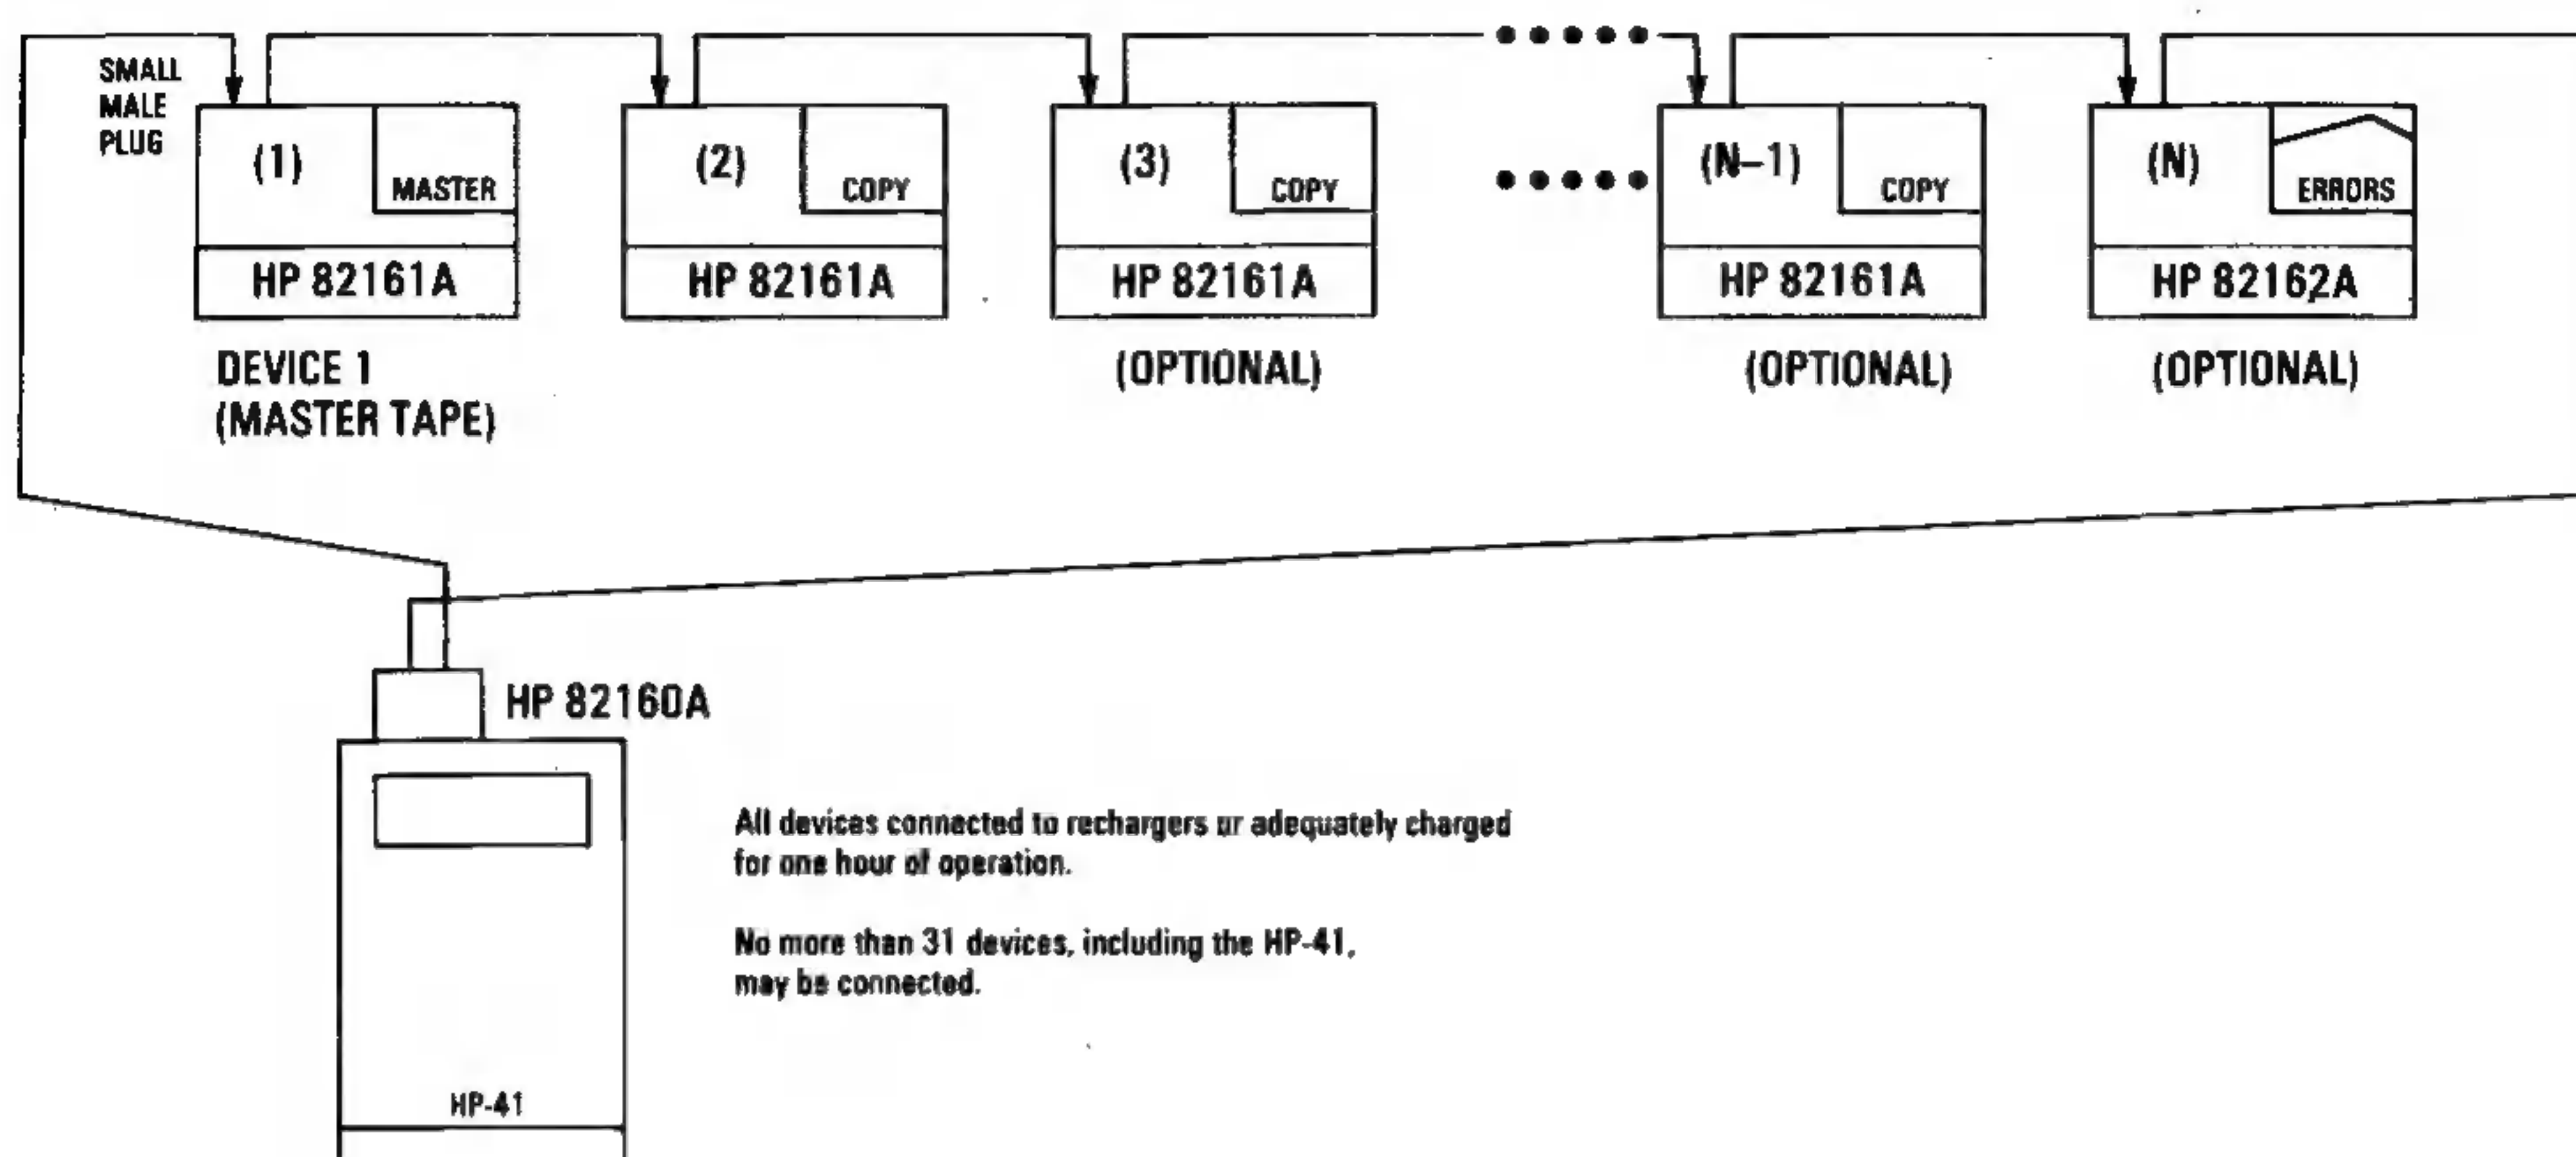 SMALL
MALE
PLUG
(1)
MASTER
HP 82161A
DEVICE 1
(MASTER TAPE)
(2)
COPY
HP 82161A
(3)
COPY
HP 82161A
(OPTIONAL)
(N–1)
COPY
HP 82161A
(OPTIONAL)
(N)
ERRORS
HP 82162A
(OPTIONAL)
HP 82160A
All devices connected to rechargers or adequately charged
for one hour of operation.
No more than 31 devices, including the HP-41,
may be connected.
HP-41